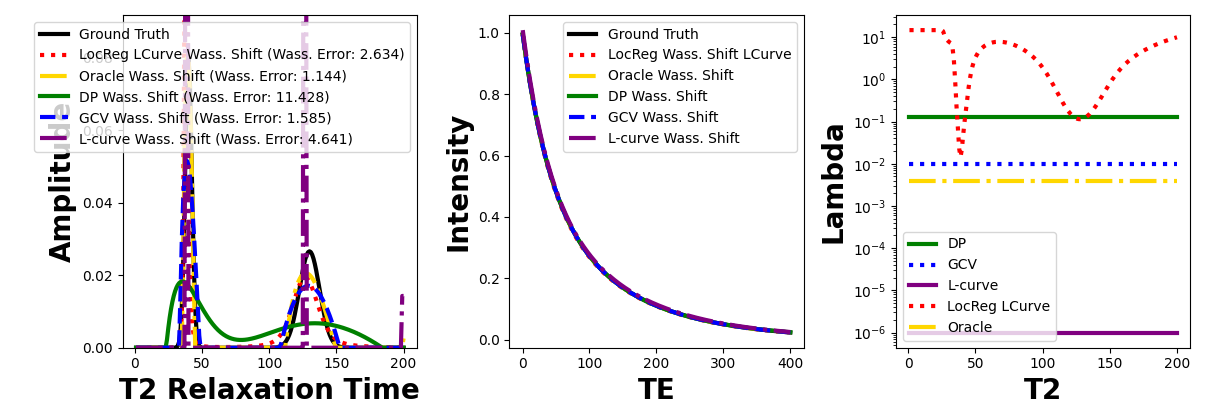 Ground Truth
LocReg LCurve Wass. Shift (Wass. Error: 2.634)
Oracle Wass. Shift (Wass. Error: 1.144)
DP Wass. Shift (Wass. Error: 11.428)
GCV Wass. Shift (Wass. Error: 1.585)
L-curve Wass. Shift (Wass. Error: 4.641)
Amplitude
0.08
0.06
0.04
0.02
0.00
0
50
100
150
200
T2 Relaxation Time
Ground Truth
LocReg Wass. Shift LCurve
Oracle Wass. Shift
DP Wass. Shift
GCV Wass. Shift
L-curve Wass. Shift
Intensity
1.0
0.8
0.6
0.4
0.2
0.0
0
100
200
300
400
TE
Lambda
10^1
10^0
10^-1
10^-2
10^-3
10^-4
10^-5
10^-6
DP
GCV
L-curve
LocReg LCurve
Oracle
0
50
100
150
200
T2